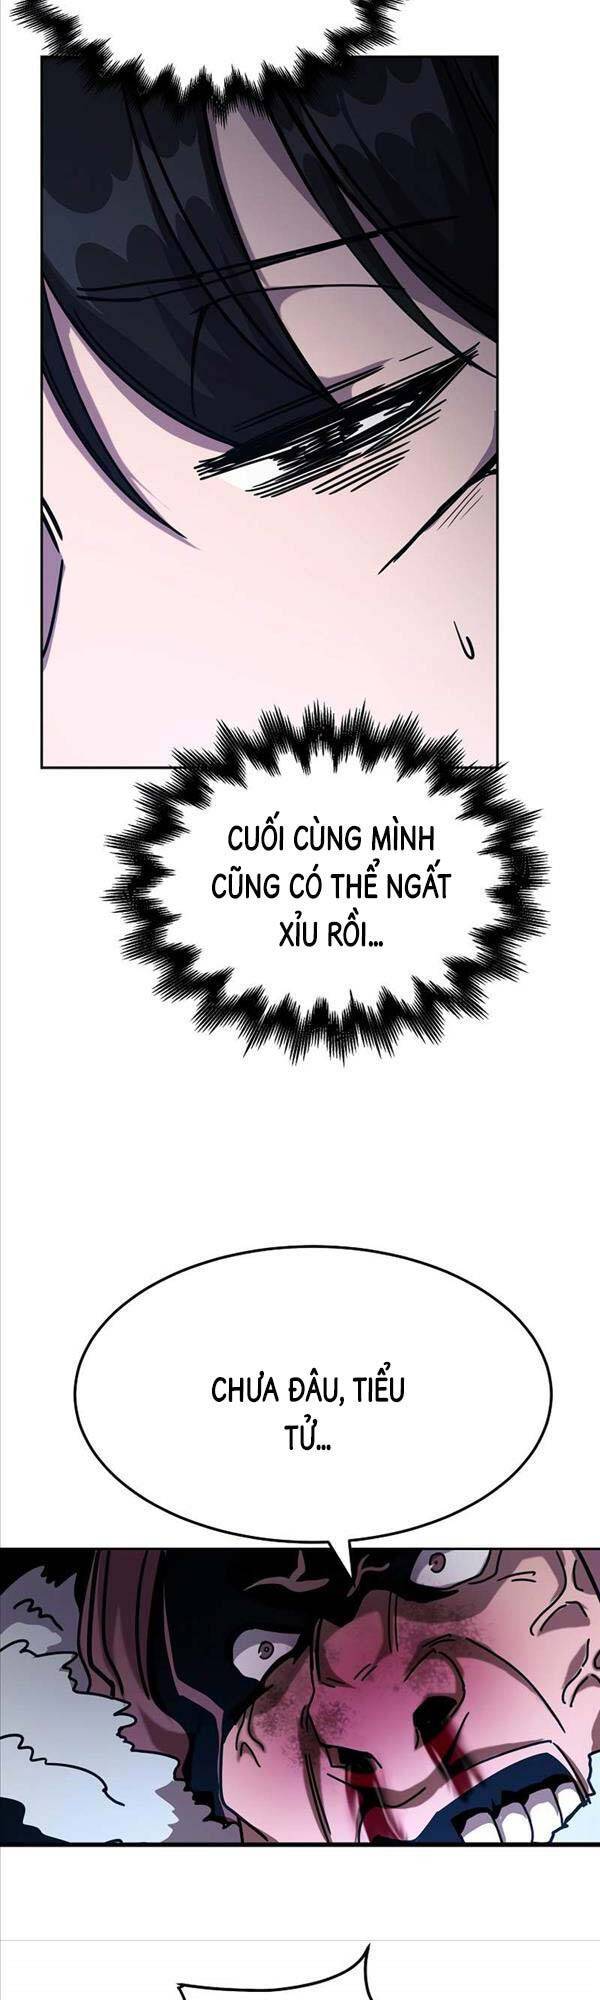 CUỐI CÙNG MÌNH
CŨNG CÓ THỂ NGẤT
XỈU RỒI...
CHƯA ĐÂU, TIỂU
TỬ...